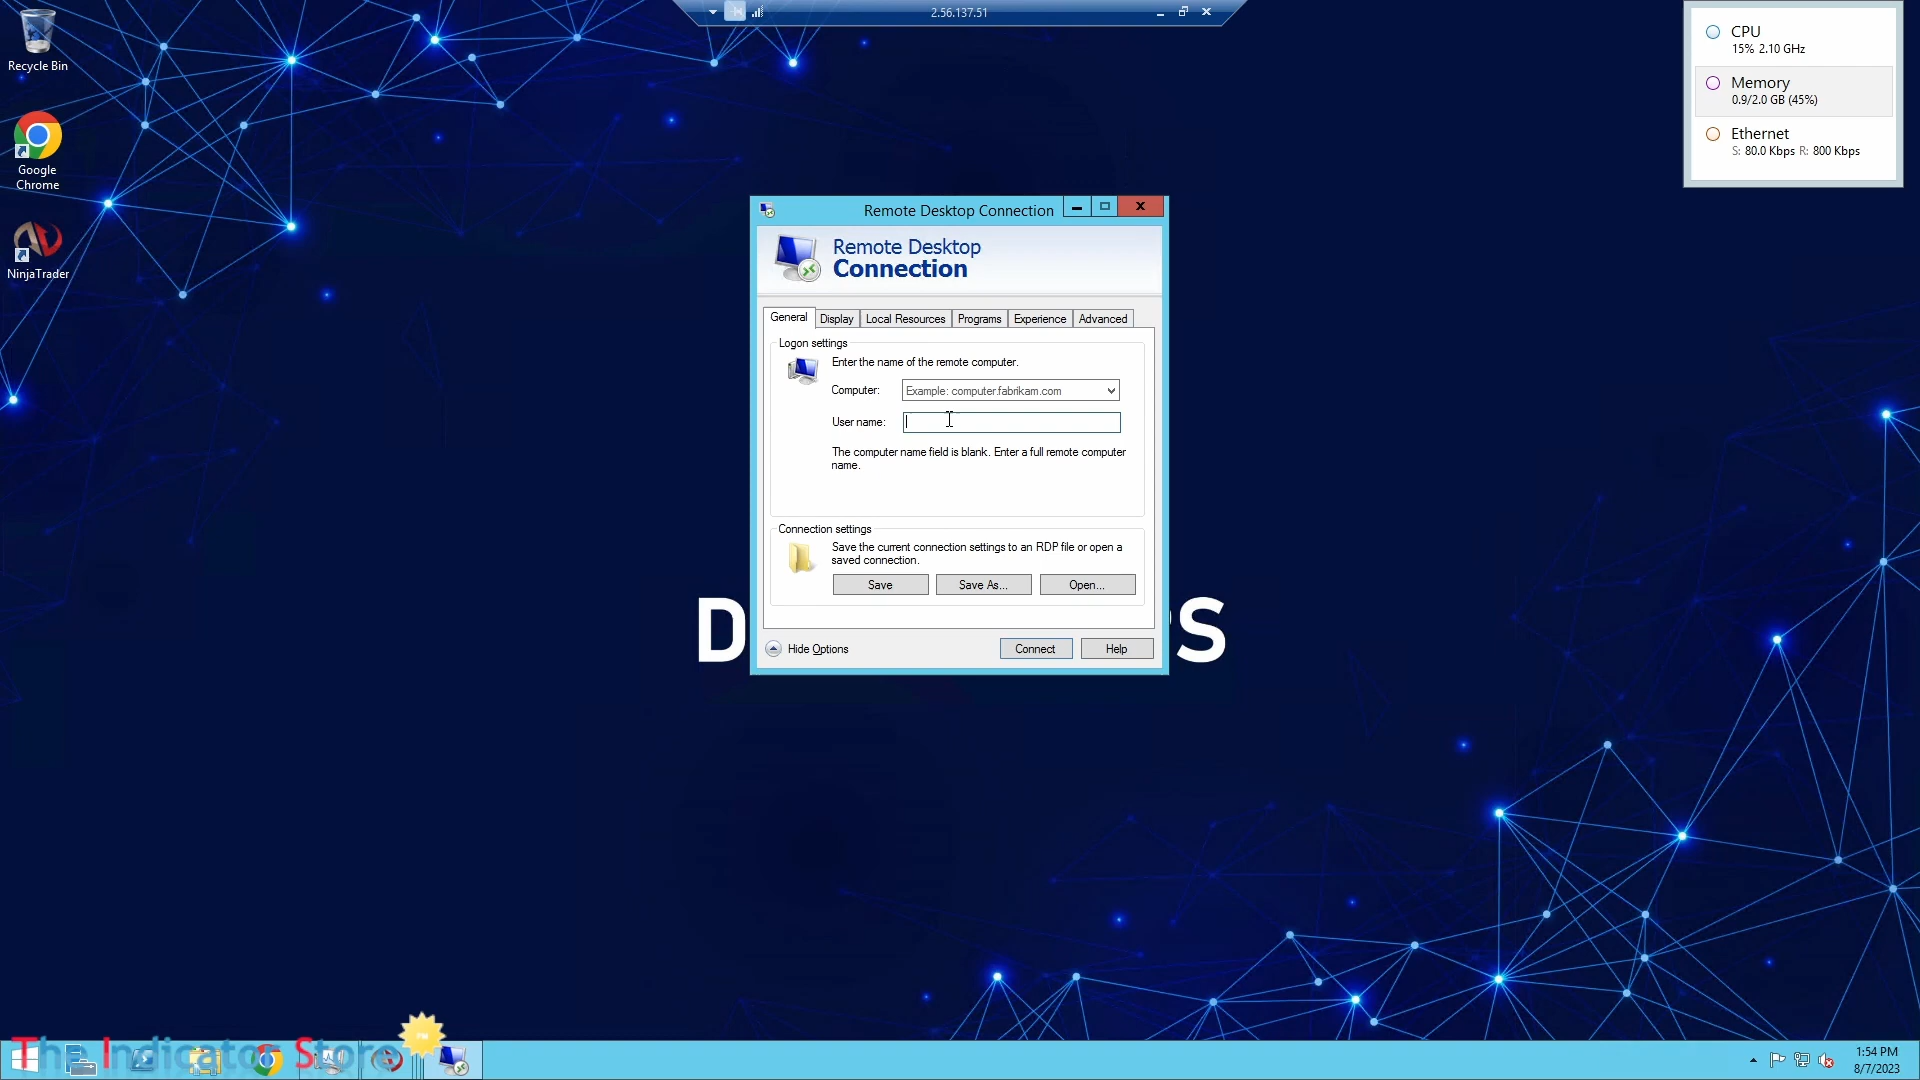 2.56.137.51
Recycle Bin
Google
Chrome
NinjaTrader
CPU
15% 2.10 GHz
Memory
0.9/2.0 GB (45%)
Ethernet
S: 80.0 Kbps R: 800 Kbps
Remote Desktop Connection
Remote Desktop
Connection
General
Display
Local Resources
Programs
Experience
Advanced
Logon settings
Enter the name of the remote computer.
Computer:
Example: computer.fabrikam.com
User name:
The computer name field is blank. Enter a full remote computer
name.
Connection settings
Save the current connection settings to an RDP file or open a
saved connection.
Save
Save As...
Open...
Hide Options
Connect
Help
The Indicator Store
1:54 PM
8/7/2023